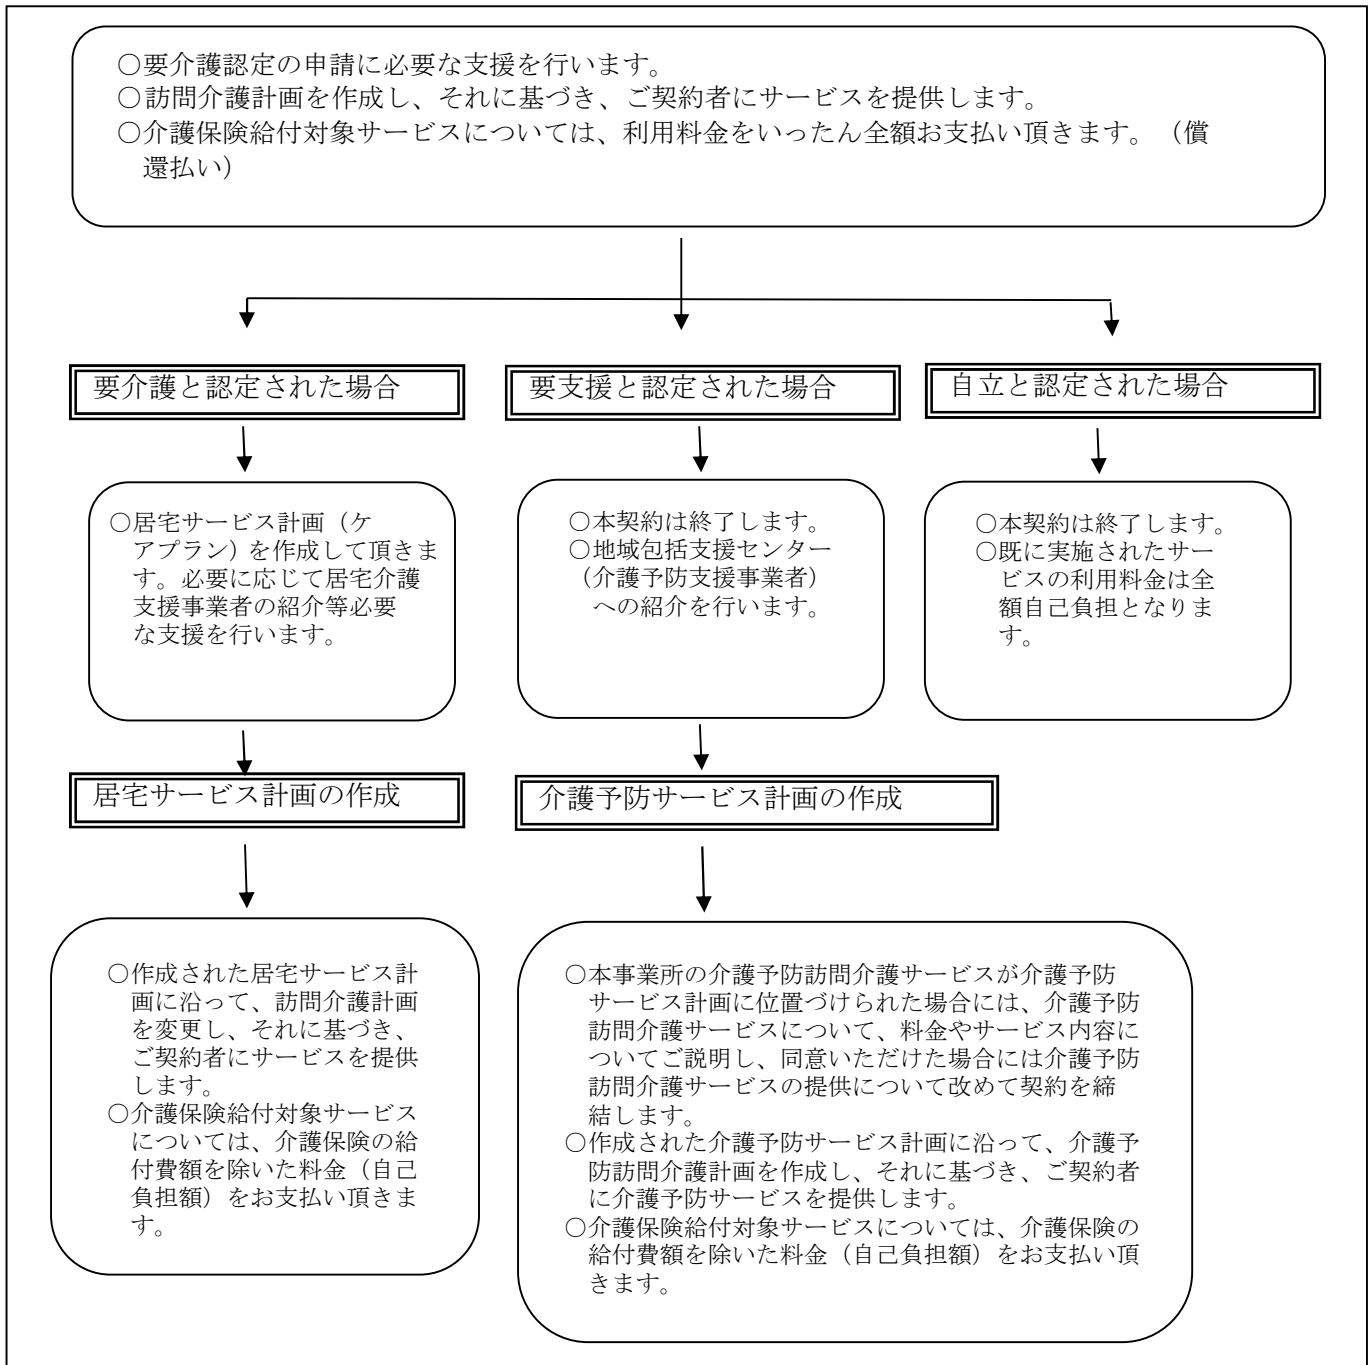 ○要介護認定の申請に必要な支援を行います。
○訪問介護計画を作成し、それに基づき、ご契約者にサービスを提供します。
○介護保険給付対象サービスについては、利用料金をいったん全額お支払い頂きます。（償
還払い）
要介護と認定された場合
要支援と認定された場合
自立と認定された場合
○居宅サービス計画（ケ
アプラン）を作成して頂きま
す。必要に応じて居宅介護
支援事業者の紹介等必要
な支援を行います。
○本契約は終了します。
○地域包括支援センター
（介護予防支援事業者）
への紹介を行います。
○本契約は終了します。
○既に実施されたサー
ビスの利用料金は全
額自己負担となりま
す。
居宅サービス計画の作成
介護予防サービス計画の作成
○作成された居宅サービス計
画に沿って、訪問介護計画
を変更し、それに基づき、
ご契約者にサービスを提供
します。
○介護保険給付対象サービス
については、介護保険の給
付費額を除いた料金（自己
負担額）をお支払い頂きま
す。
○本事業所の介護予防訪問介護サービスが介護予防
サービス計画に位置づけられた場合には、介護予防
訪問介護サービスについて、料金やサービス内容に
ついてご説明し、同意いただけた場合には介護予防
訪問介護サービスの提供について改めて契約を締
結します。
○作成された介護予防サービス計画に沿って、介護予
防訪問介護計画を作成し、それに基づき、ご契約者
に介護予防サービスを提供します。
○介護保険給付対象サービスについては、介護保険の
給付費額を除いた料金（自己負担額）をお支払い頂
きます。